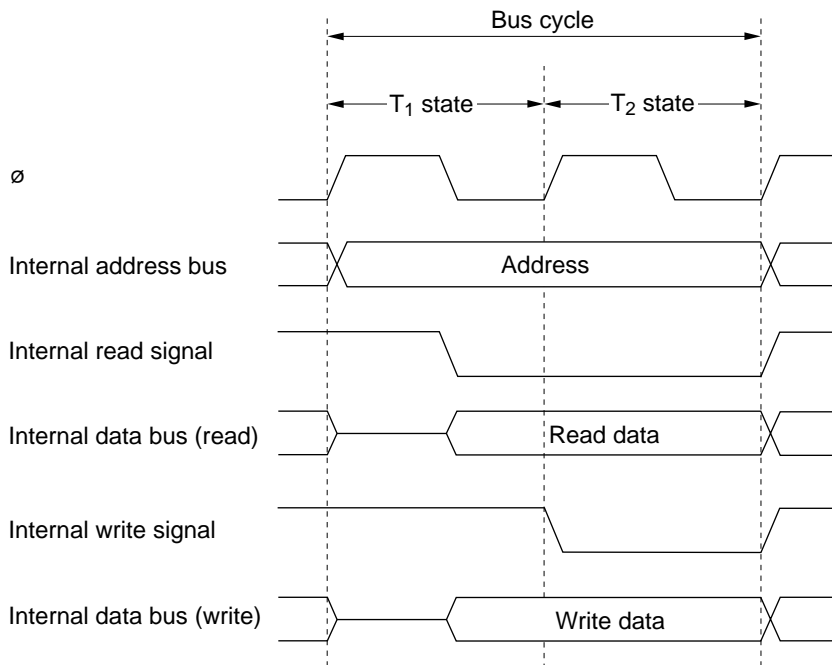 Bus cycle
T₁ state
T₂ state
ø
Internal address bus
Address
Internal read signal
Internal data bus (read)
Read data
Internal write signal
Internal data bus (write)
Write data